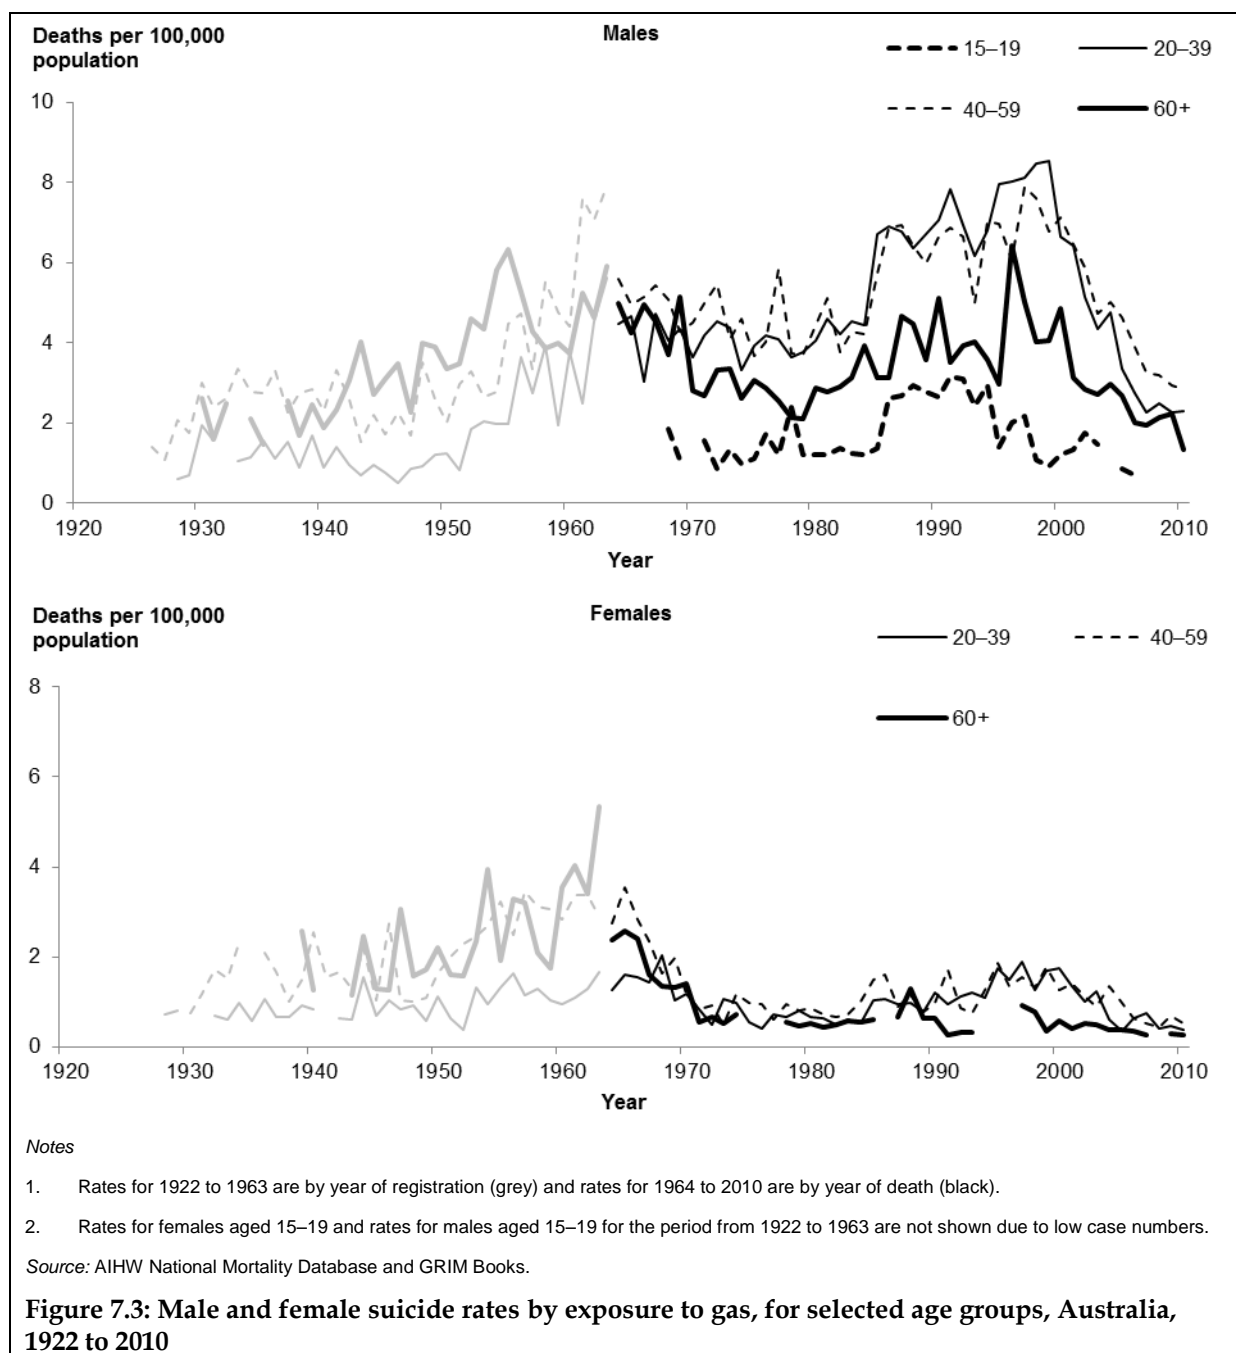 Deaths per 100,000
population
Males
15–19
20–39
40–59
60+
10
8
6
4
2
0
1920 1930 1940 1950 1960 1970 1980 1990 2000 2010
Year
Deaths per 100,000
population
Females
20–39
40–59
60+
8
6
4
2
0
1920 1930 1940 1950 1960 1970 1980 1990 2000 2010
Year
Notes
1. Rates for 1922 to 1963 are by year of registration (grey) and rates for 1964 to 2010 are by year of death (black).
2. Rates for females aged 15–19 and rates for males aged 15–19 for the period from 1922 to 1963 are not shown due to low case numbers.
Source: AIHW National Mortality Database and GRIM Books.
Figure 7.3: Male and female suicide rates by exposure to gas, for selected age groups, Australia,
1922 to 2010